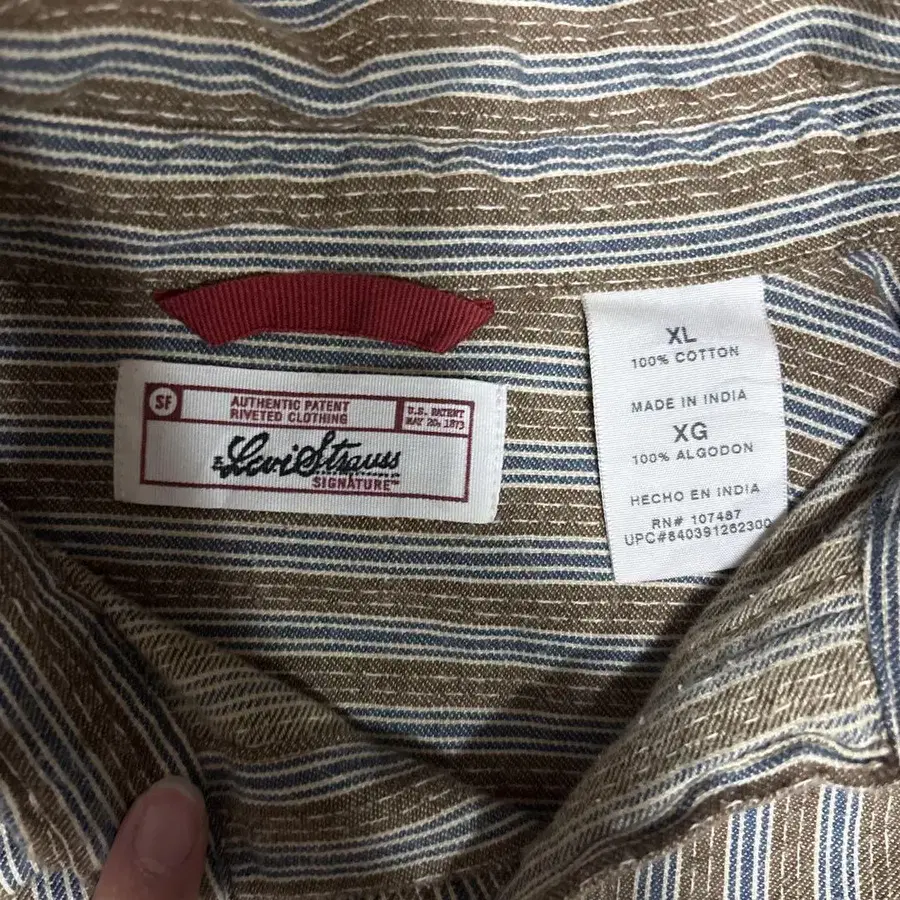 SF
AUTHENTIC PATENT
RIVETED CLOTHING
U.S. PATENT
MAY 20, 1873
Levi Strauss
SIGNATURE™
XL
100% COTTON
MADE IN INDIA
XG
100% ALGODON
HECHO EN INDIA
RN# 107487
UPC#840391262300